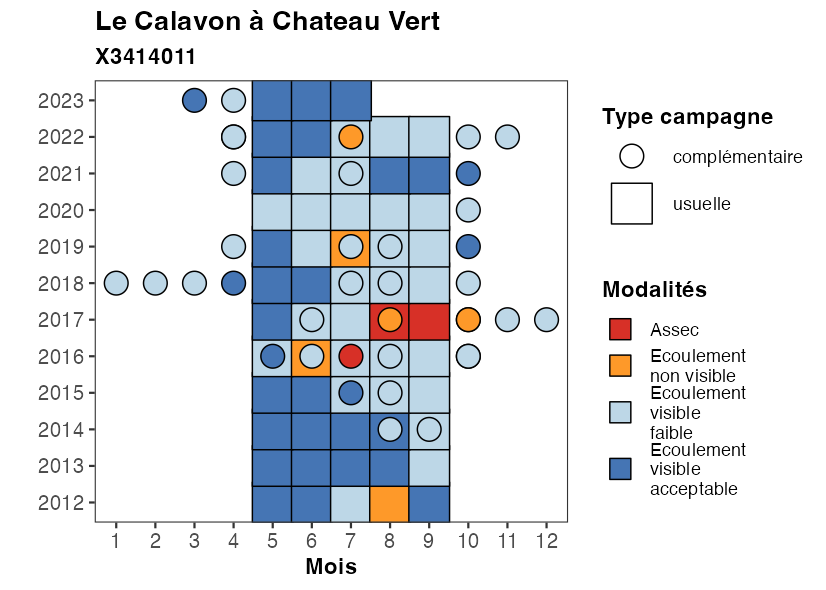 Le Calavon à Chateau Vert
X3414011
2023
2022
2021
2020
2019
2018
2017
2016
2015
2014
2013
2012
1 2 3 4 5 6 7 8 9 10 11 12
Mois
Type campagne
complémentaire
usuelle
Modalités
Assec
Ecoulement
non visible
Ecoulement
visible
faible
Ecoulement
visible
acceptable